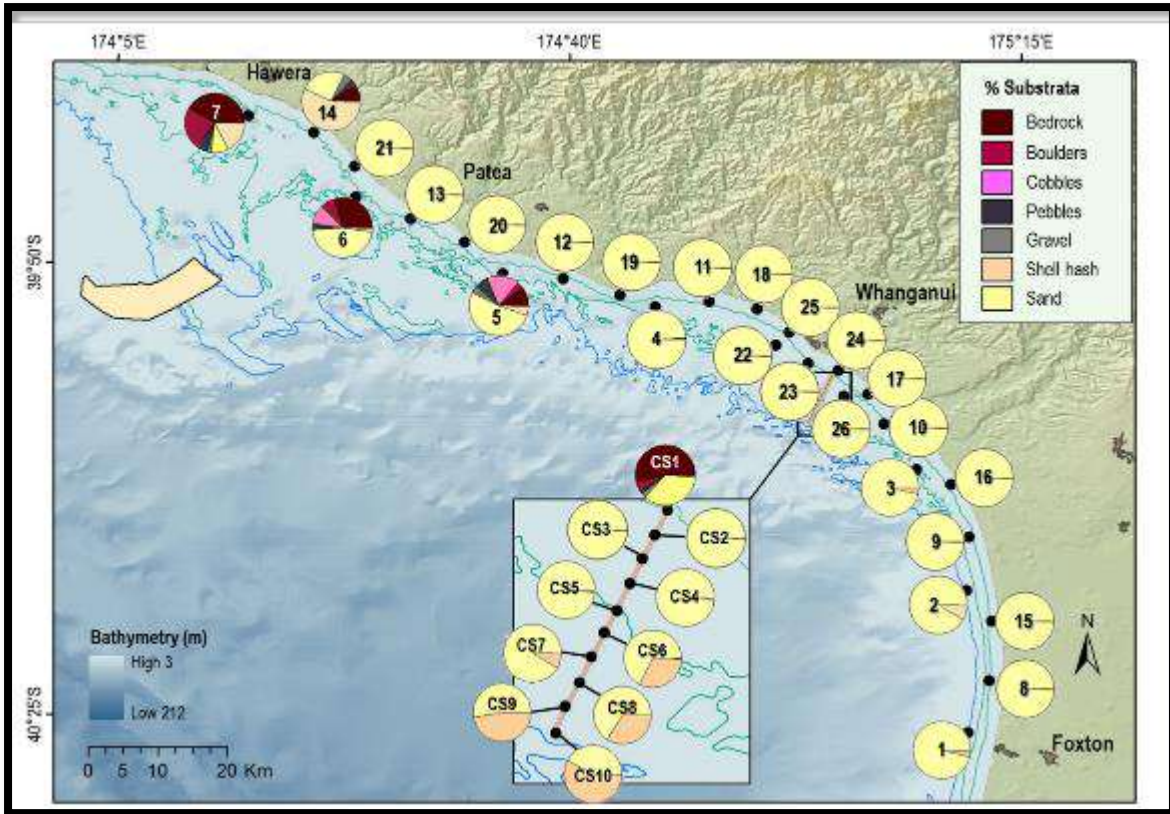 174°5'E
174°40'E
175°15'E
Hawera
% Substrata
Bedrock
Boulders
Cobbles
Pebbles
Gravel
Shell hash
Sand
7
14
21
Patea
13
6
20
12
19
11
18
5
4
25
Whanganui
22
24
23
17
26
10
39°50'S
3
16
CS1
CS3
CS2
9
CS5
CS4
2
15
N
Bathymetry (m)
High 3
Low 212
CS7
CS6
8
CS9
CS8
40°25'S
1
Foxton
CS10
0 5 10 20 Km